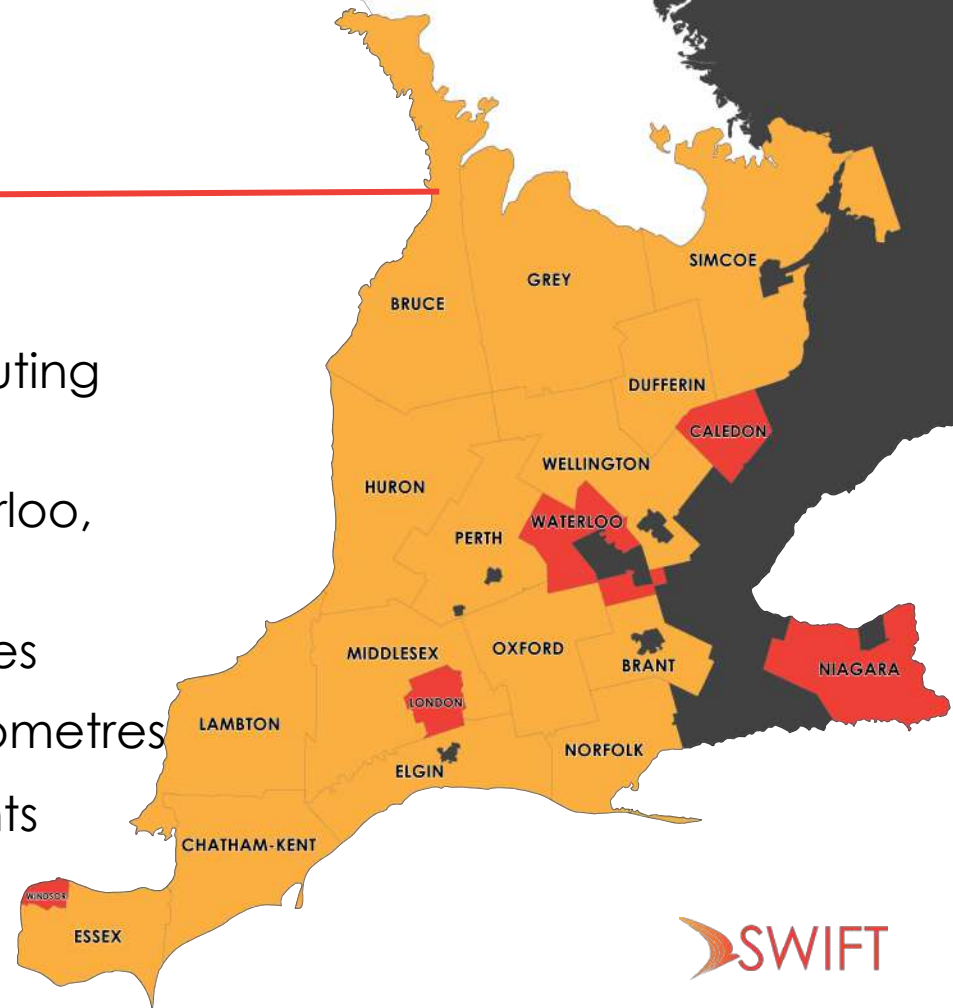 uting
rloo,
es
ometres
ts
BRUCE
GREY
SIMCOE
DUFFERIN
CALEDON
HURON
WELLINGTON
PERTH
WATERLOO
MIDDLESEX
OXFORD
BRANT
NIAGARA
LONDON
LAMBTON
NORFOLK
ELGIN
CHATHAM-KENT
WINDSOR
ESSEX
SWIFT